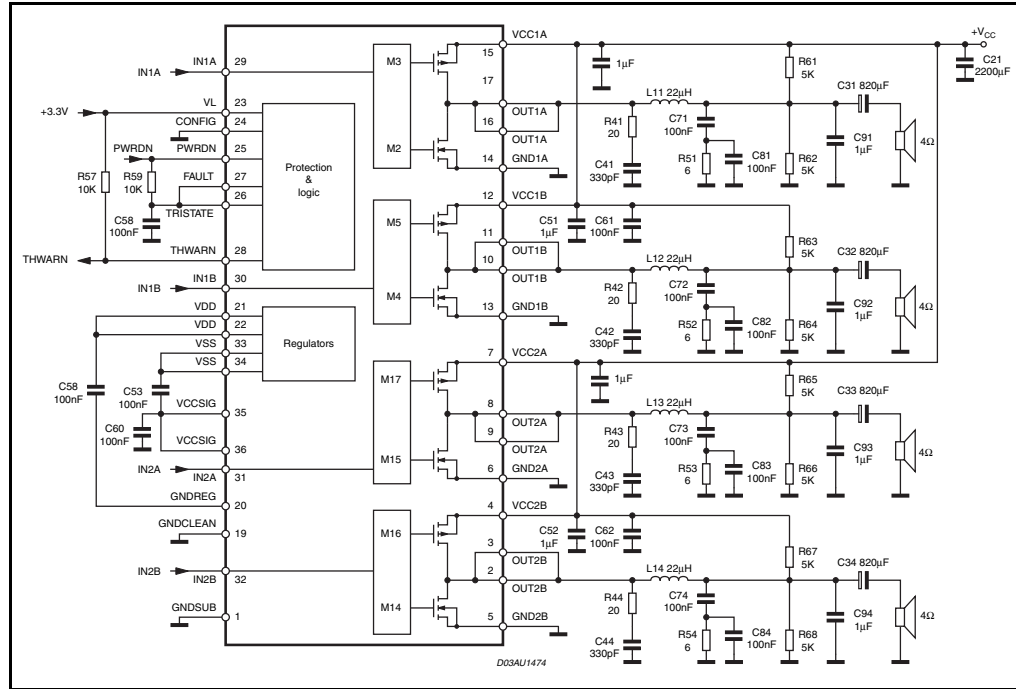 VCC1A
+VCC
15
IN1A
29
IN1A
M3
1µF
R61
5K
C21
2200µF
17
L11 22µH
C31 820µF
+3.3V
VL
23
OUT1A
CONFIG
24
16
OUT1A
R41
20
C71
100nF
C91
1µF
4Ω
PWRDN
PWRDN
25
Protection
&
logic
M2
14
GND1A
C41
330pF
R51
6
C81
100nF
R62
5K
R57
10K
R59
10K
FAULT
27
26
TRISTATE
12
VCC1B
C58
100nF
M5
C51
1µF
C61
100nF
11
OUT1B
R63
5K
THWARN
THWARN
28
10
OUT1B
L12 22µH
C32 820µF
IN1B
IN1B
30
M4
R42
20
C72
100nF
C92
1µF
4Ω
13
GND1B
VDD
21
C42
330pF
R52
6
C82
100nF
R64
5K
VDD
22
VSS
33
Regulators
VSS
34
7
VCC2A
C58
100nF
C53
100nF
M17
1µF
R65
5K
VCCSIG
35
8
L13 22µH
C33 820µF
C60
100nF
9
OUT2A
R43
20
C73
100nF
C93
1µF
4Ω
VCCSIG
36
OUT2A
IN2A
IN2A
31
M15
6
GND2A
C43
330pF
R53
6
C83
100nF
R66
5K
GNDREG
20
4
VCC2B
GNDCLEAN
19
M16
C52
1µF
C62
100nF
3
OUT2B
R67
5K
IN2B
IN2B
32
2
OUT2B
L14 22µH
C34 820µF
M14
R44
20
C74
100nF
C94
1µF
4Ω
GNDSUB
1
5
GND2B
C44
330pF
R54
6
C84
100nF
R68
5K
D03AU1474